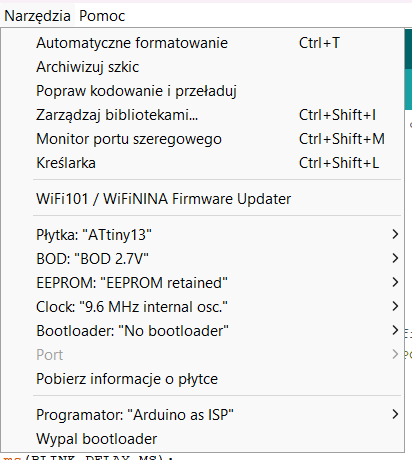 Narzędzia Pomoc
Automatyczne formatowanie Ctrl+T
Archiwizuj szkic
Popraw kodowanie i przeładuj
Zarządzaj bibliotekami... Ctrl+Shift+I
Monitor portu szeregowego Ctrl+Shift+M
Kreślarka Ctrl+Shift+L
WiFi101 / WiFiNINA Firmware Updater
Płytka: "ATtiny13"
BOD: "BOD 2.7V"
EEPROM: "EEPROM retained"
Clock: "9.6 MHz internal osc."
Bootloader: "No bootloader"
Port
Pobierz informacje o płytce
Programator: "Arduino as ISP"
Wypal bootloader